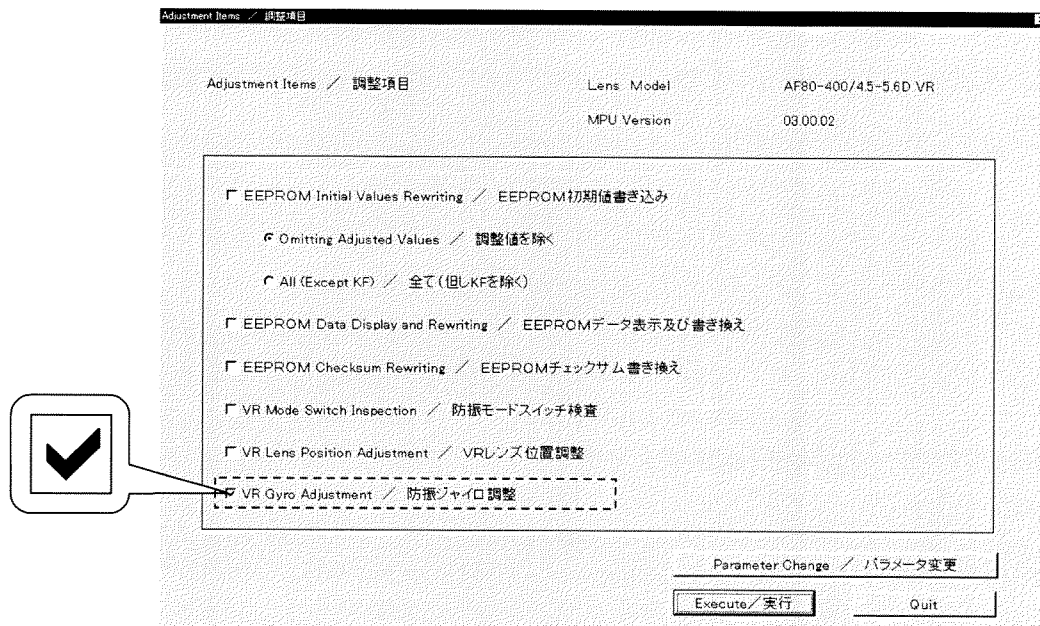 Adjustment Items ／ 調整項目
Adjustment Items ／ 調整項目
Lens Model AF80-400/4.5-5.6D VR
MPU Version 03.00.02
EEPROM Initial Values Rewriting ／ EEPROM初期値書き込み
Omitting Adjusted Values ／ 調整値を除く
All (Except KF) ／ 全て(但しKFを除く)
EEPROM Data Display and Rewriting ／ EEPROMデータ表示及び書き換え
EEPROM Checksum Rewriting ／ EEPROMチェックサム書き換え
VR Mode Switch Inspection ／ 防振モードスイッチ検査
VR Lens Position Adjustment ／ VRレンズ位置調整
VR Gyro Adjustment ／ 防振ジャイロ調整
Parameter Change ／ パラメータ変更
Execute／実行
Quit